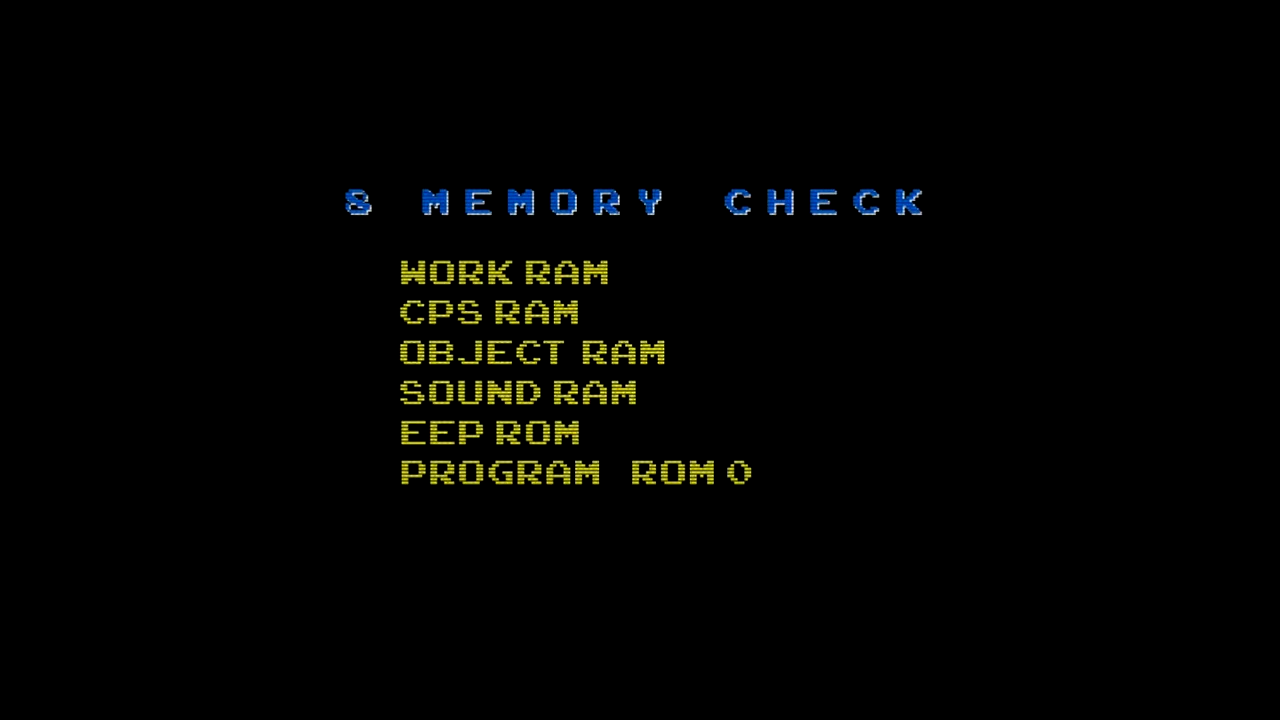 8 MEMORY CHECK
WORK RAM
CPS RAM
OBJECT RAM
SOUND RAM
EEP ROM
PROGRAM ROM 0